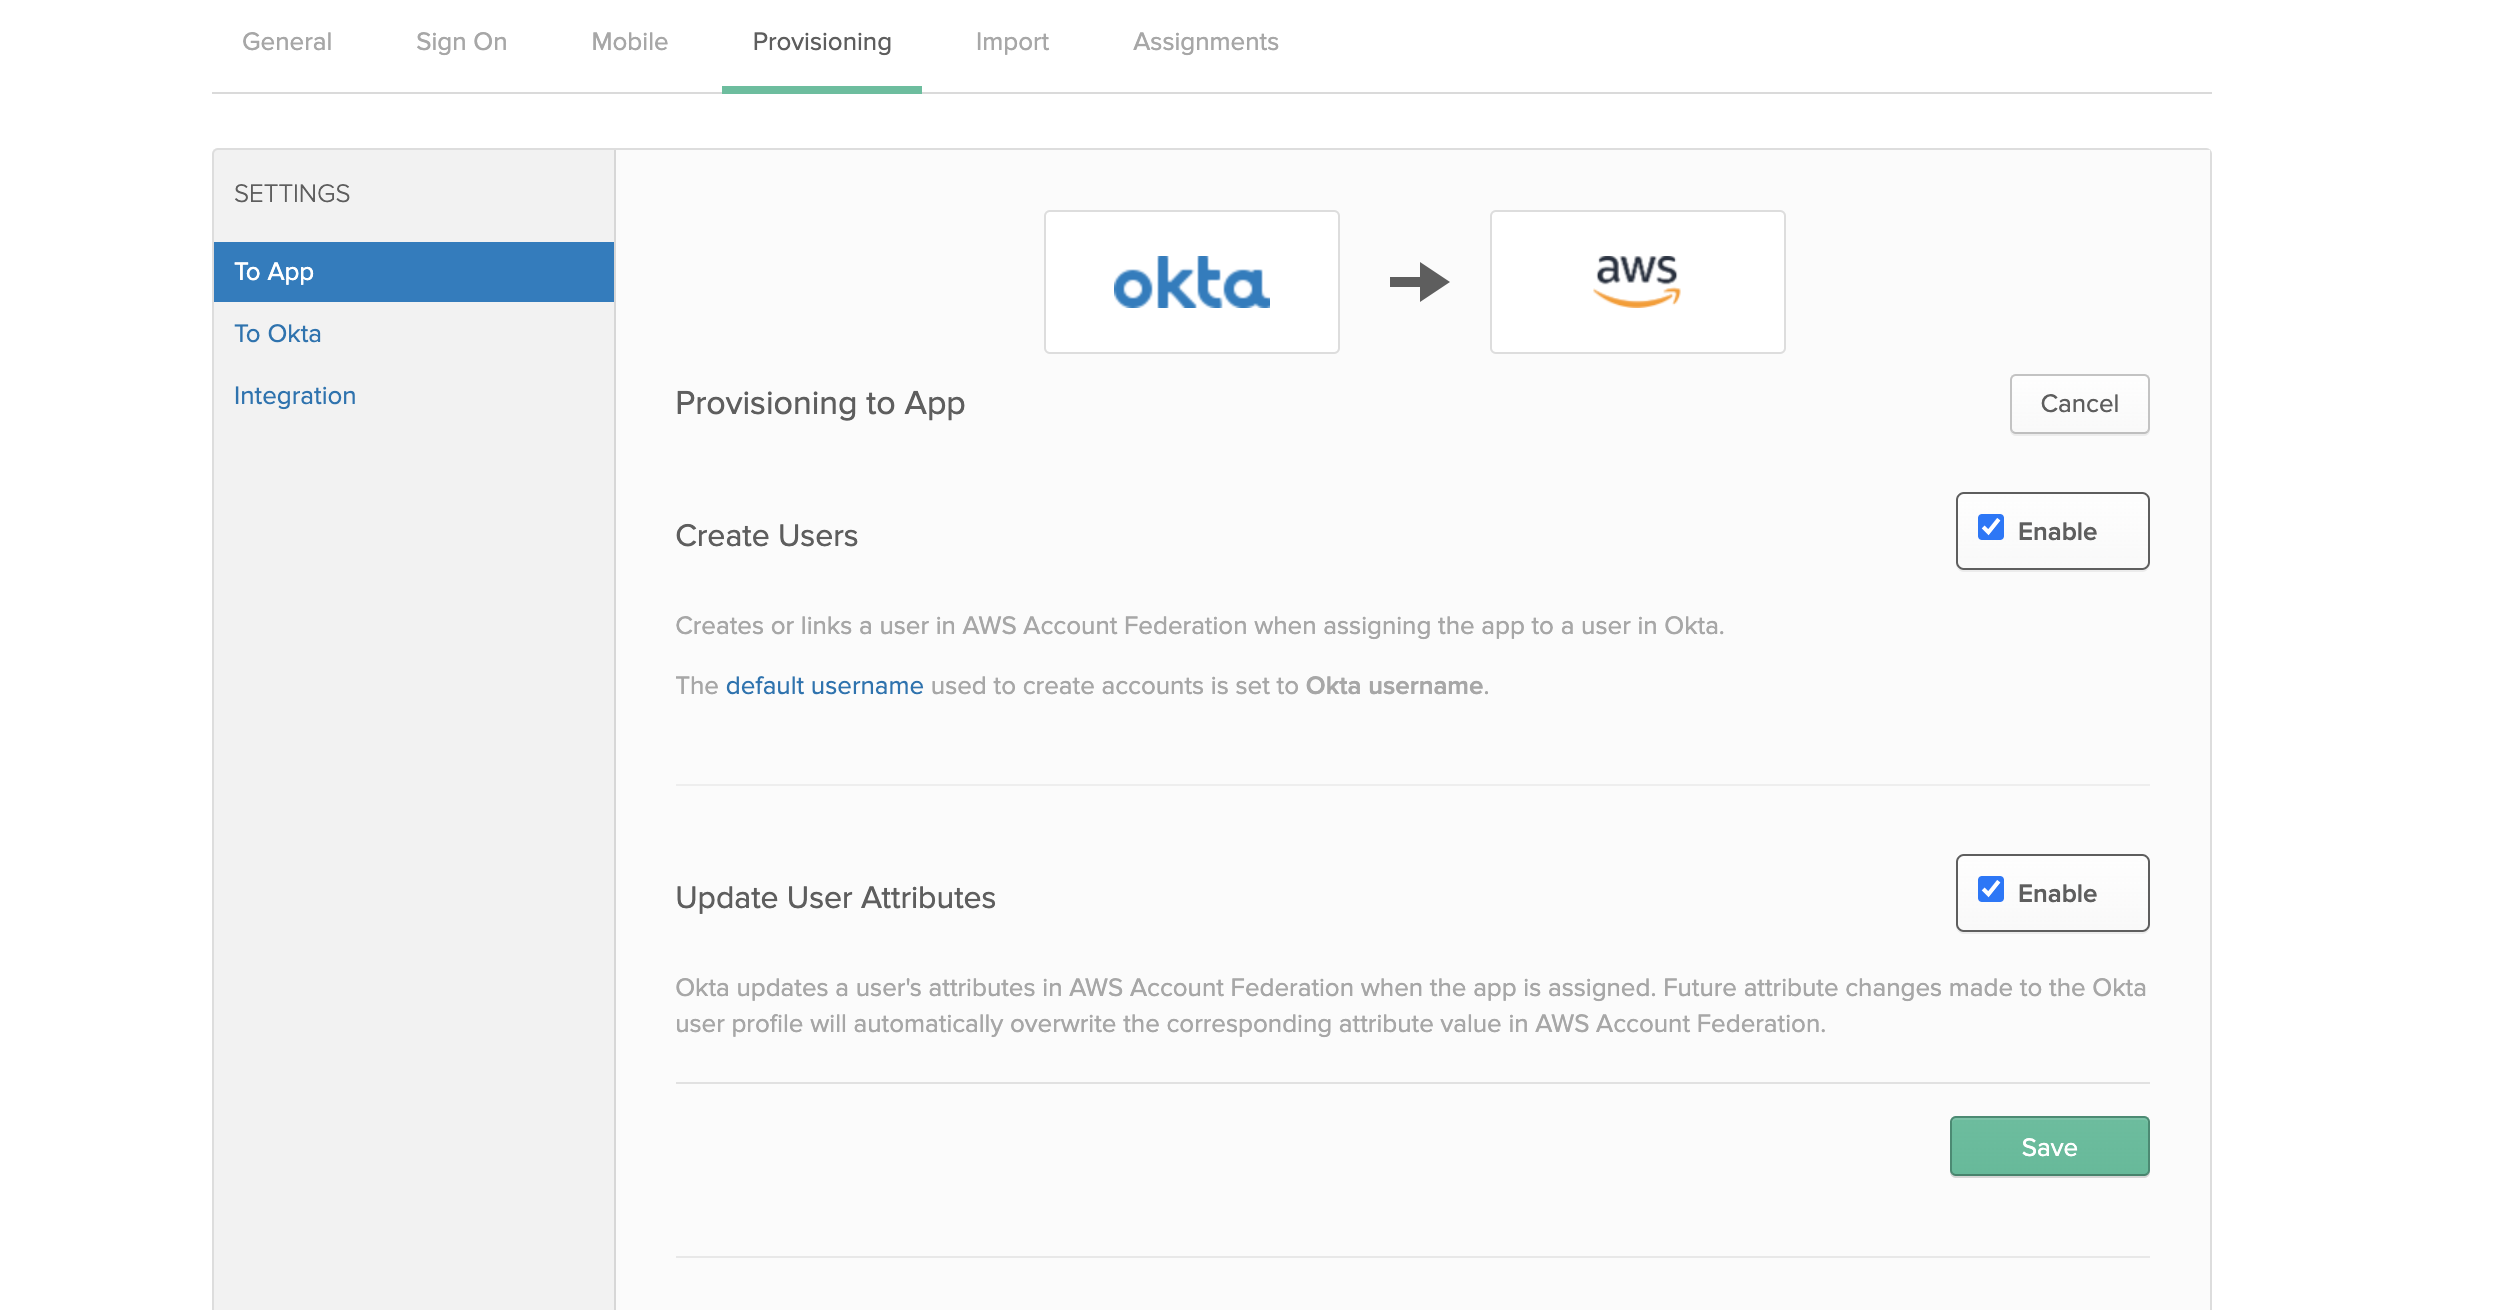 General Sign On Mobile Provisioning Import Assignments
SETTINGS
To App
To Okta
Integration
okta
aws
Provisioning to App
Cancel
Create Users
Enable
Creates or links a user in AWS Account Federation when assigning the app to a user in Okta.
The default username used to create accounts is set to Okta username.
Update User Attributes
Enable
Okta updates a user's attributes in AWS Account Federation when the app is assigned. Future attribute changes made to the Okta
user profile will automatically overwrite the corresponding attribute value in AWS Account Federation.
Save